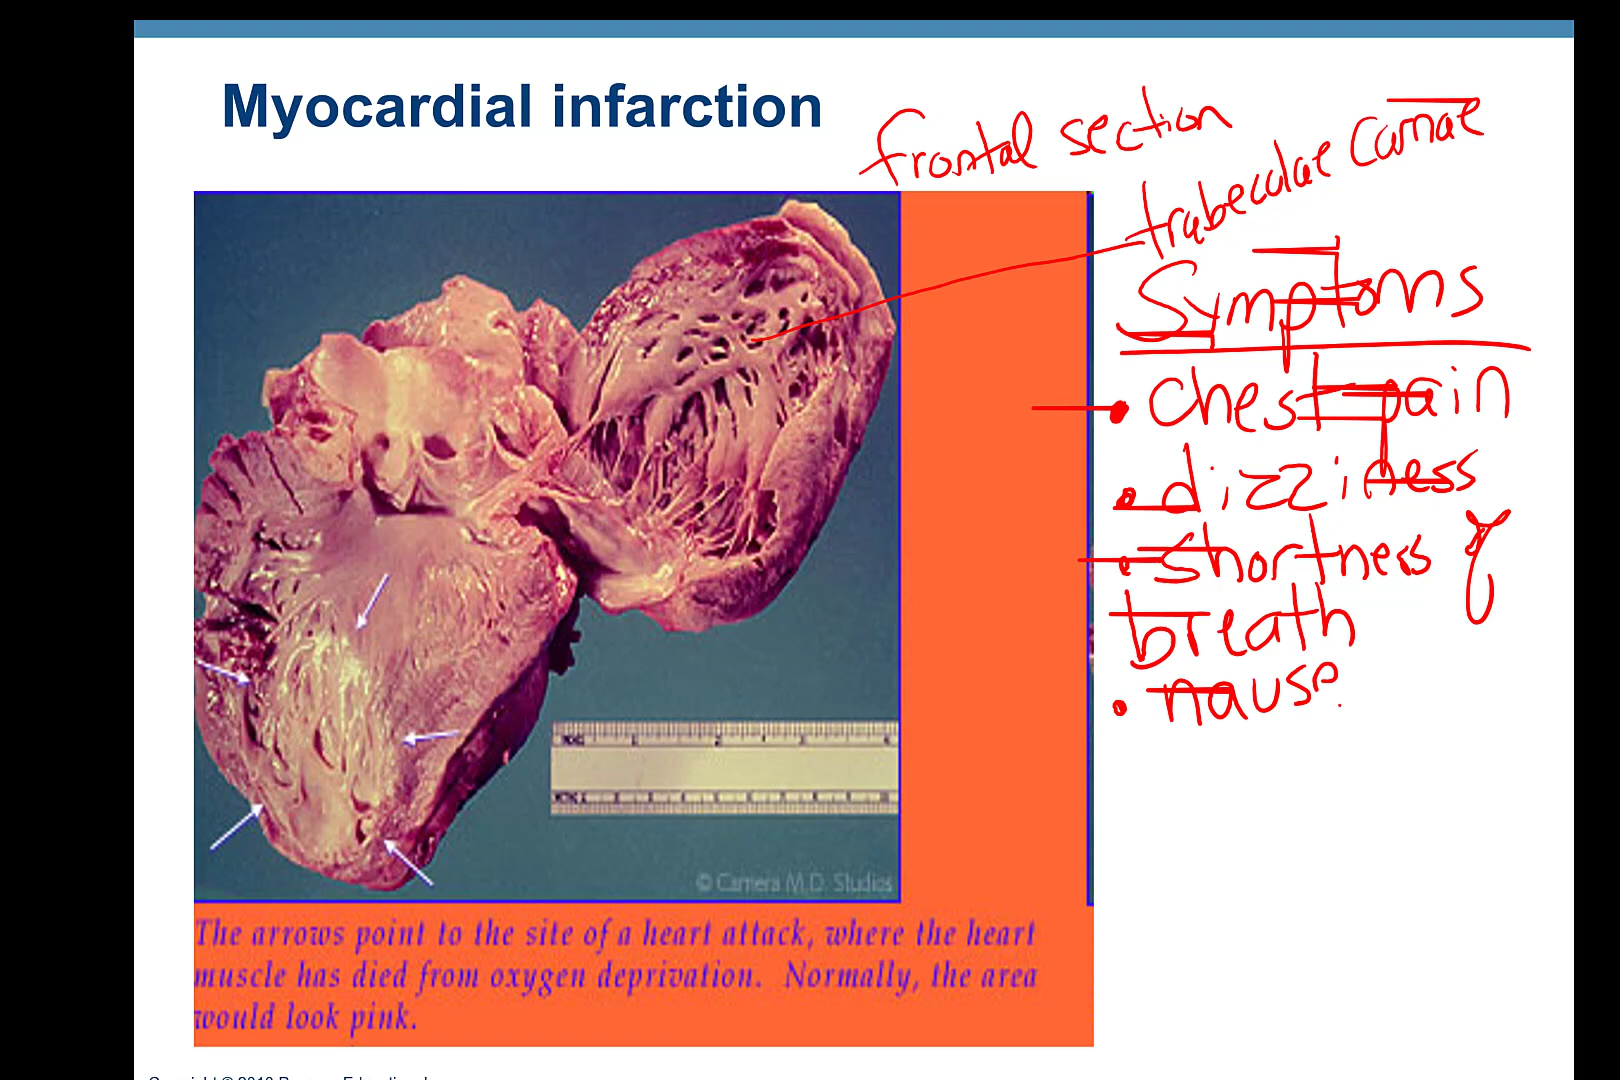 Myocardial infarction
frontal section
trabeculae carnae
Symptoms
• chest pain
• dizziness
• shortness of
breath
• nause
© Camera M.D. Studios
The arrows point to the site of a heart attack, where the heart
muscle has died from oxygen deprivation. Normally, the area
would look pink.